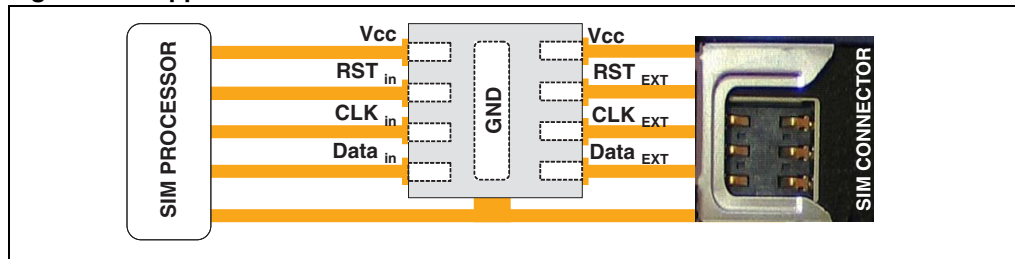 SIM PROCESSOR
Vcc
RST in
CLK in
Data in
GND
Vcc
RST EXT
CLK EXT
Data EXT
SIM CONNECTOR